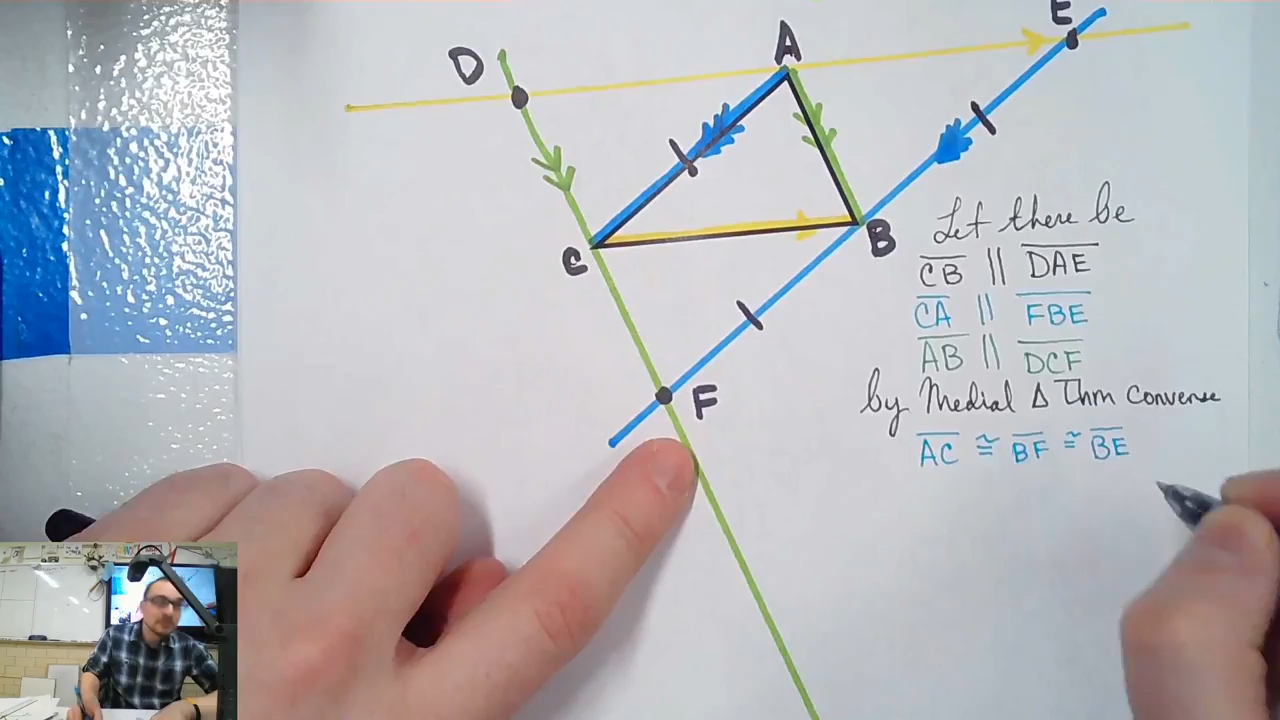 D
A
E
C
B
F
Let there be
CB || DAE
CA || FBE
AB || DCF
by Medial Δ Thm converse
AC ≅ BF ≅ BE